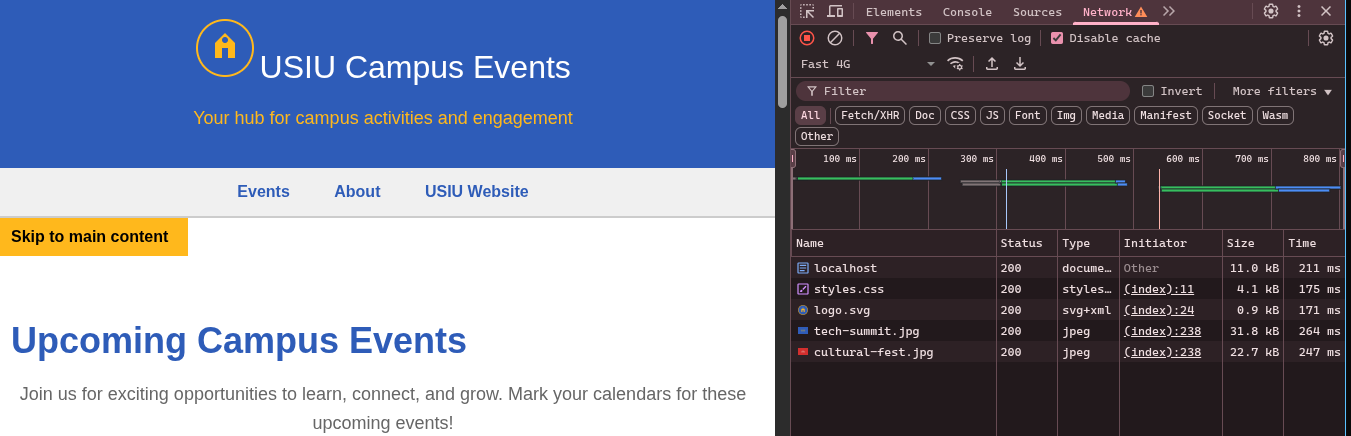 USIU Campus Events
Your hub for campus activities and engagement
Events About USIU Website
Skip to main content
Upcoming Campus Events
Join us for exciting opportunities to learn, connect, and grow. Mark your calendars for these
upcoming events!
Elements Console Sources Network
Preserve log Disable cache
Fast 4G
Filter Invert More filters
All Fetch/XHR Doc CSS JS Font Img Media Manifest Socket Wasm
Other
100 ms 200 ms 300 ms 400 ms 500 ms 600 ms 700 ms 800 ms
Name Status Type Initiator Size Time
localhost 200 docume… Other 11.0 kB 211 ms
styles.css 200 styles… (index):11 4.1 kB 175 ms
logo.svg 200 svg+xml (index):24 0.9 kB 171 ms
tech-summit.jpg 200 jpeg (index):238 31.8 kB 264 ms
cultural-fest.jpg 200 jpeg (index):238 22.7 kB 247 ms